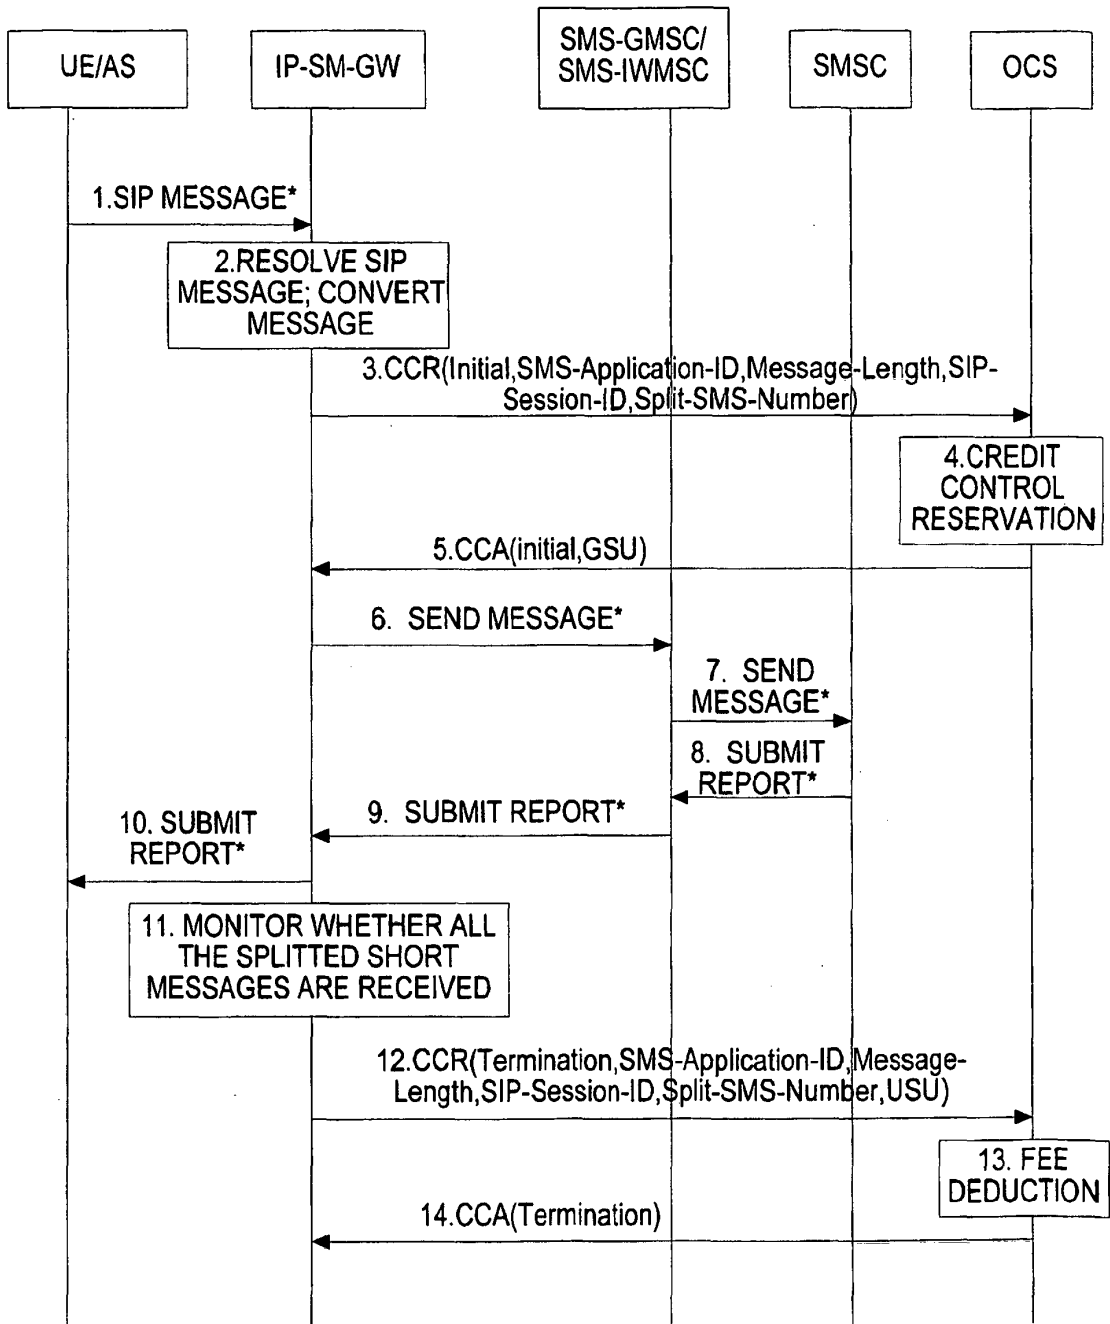 UE/AS
IP-SM-GW
SMS-GMSC/
SMS-IWMSC
SMSC
OCS
1.SIP MESSAGE*
2.RESOLVE SIP
MESSAGE; CONVERT
MESSAGE
3.CCR(Initial,SMS-Application-ID,Message-Length,SIP-
Session-ID,Split-SMS-Number)
4.CREDIT
CONTROL
RESERVATION
5.CCA(initial,GSU)
6. SEND MESSAGE*
7. SEND
MESSAGE*
8. SUBMIT
REPORT*
9. SUBMIT REPORT*
10. SUBMIT
REPORT*
11. MONITOR WHETHER ALL
THE SPLITTED SHORT
MESSAGES ARE RECEIVED
12.CCR(Termination,SMS-Application-ID,Message-
Length,SIP-Session-ID,Split-SMS-Number,USU)
13. FEE
DEDUCTION
14.CCA(Termination)